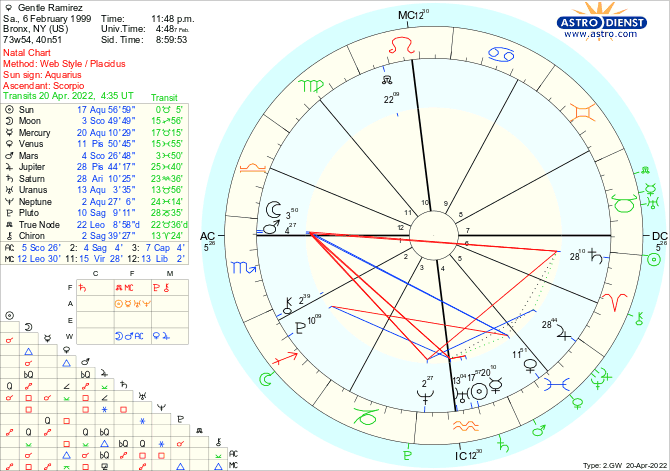 ♀ Gentle Ramirez
Sa., 6 February 1999 Time: 11:48 p.m.
Bronx, NY (US) Univ.Time: 4:48 7 Feb.
73w54, 40n51 Sid. Time: 8:59:53
Natal Chart
Method: Web Style / Placidus
Sun sign: Aquarius
Ascendant: Scorpio
Transits 20 Apr. 2022, 4:35 UT Transit
☉ Sun 17 Aqu 56'59" 0♉ 5'
☽ Moon 3 Sco 49'49" 15♐56'
☿ Mercury 20 Aqu 10'29" 17♉15'
♀ Venus 11 Pis 50'45" 15♓55'
♂ Mars 4 Sco 26'48" 3♓50'
♃ Jupiter 28 Pis 44'17" 25♓40'
♄ Saturn 28 Ari 10'25" 23♒36'
♅ Uranus 13 Aqu 3'35" 13♉56'
♆ Neptune 2 Aqu 27' 6" 24♓14'
♇ Pluto 10 Sag 9'11" 28♑35'
True Node 22 Leo 8'58"d 22♉36'd
Chiron 2 Sag 39'27" 13♈24'
AC: 5 Sco 26' 2: 4 Sag 4' 3: 7 Cap 4'
MC:12 Leo 30' 11:15 Vir 28' 12:13 Lib 2'
C F M
F ♄ ☊ MC ♇
A ☉ ☿ ♅ ♆
E
W ☽ ♂ AC ♀ ♃
AC
MC
ASTRO DIENST
www.astro.com
MC 12 30
22 09
AC
5 26
3 50
4 27
2 39
10 09
2 27
13 04
17 57
20 10
11 51
28 44
28 10
DC
5 26
IC 12 30
1
2
3
4
5
6
7
8
9
10
11
12
Type: 2.GW 20-Apr-2022